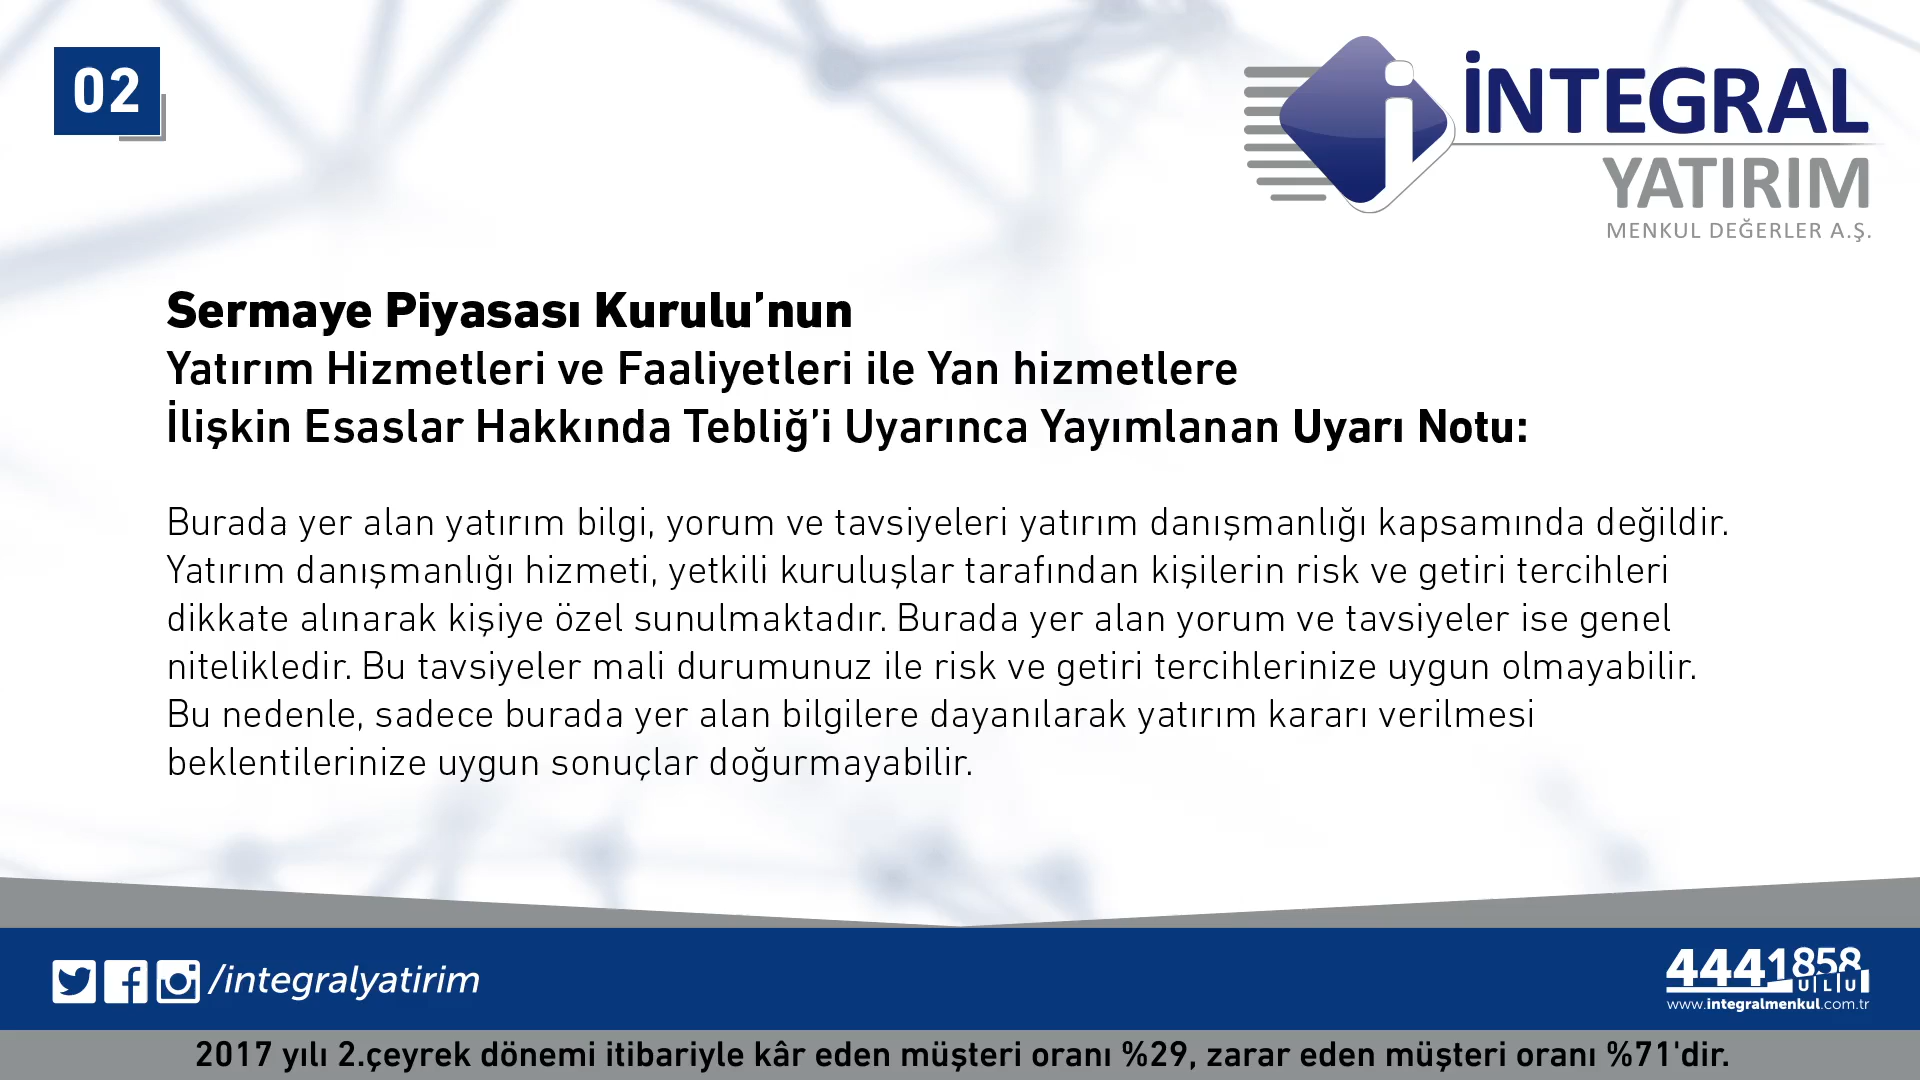 02
İNTEGRAL
YATIRIM
MENKUL DEĞERLER A.Ş.
Sermaye Piyasası Kurulu’nun
Yatırım Hizmetleri ve Faaliyetleri ile Yan hizmetlere
İlişkin Esaslar Hakkında Tebliğ’i Uyarınca Yayımlanan Uyarı Notu:
Burada yer alan yatırım bilgi, yorum ve tavsiyeleri yatırım danışmanlığı kapsamında değildir.
Yatırım danışmanlığı hizmeti, yetkili kuruluşlar tarafından kişilerin risk ve getiri tercihleri
dikkate alınarak kişiye özel sunulmaktadır. Burada yer alan yorum ve tavsiyeler ise genel
nitelikledir. Bu tavsiyeler mali durumunuz ile risk ve getiri tercihlerinize uygun olmayabilir.
Bu nedenle, sadece burada yer alan bilgilere dayanılarak yatırım kararı verilmesi
beklentilerinize uygun sonuçlar doğurmayabilir.
/integralyatirim
444 1858
U L U
www.integralmenkul.com.tr
2017 yılı 2.çeyrek dönemi itibariyle kâr eden müşteri oranı %29, zarar eden müşteri oranı %71'dir.